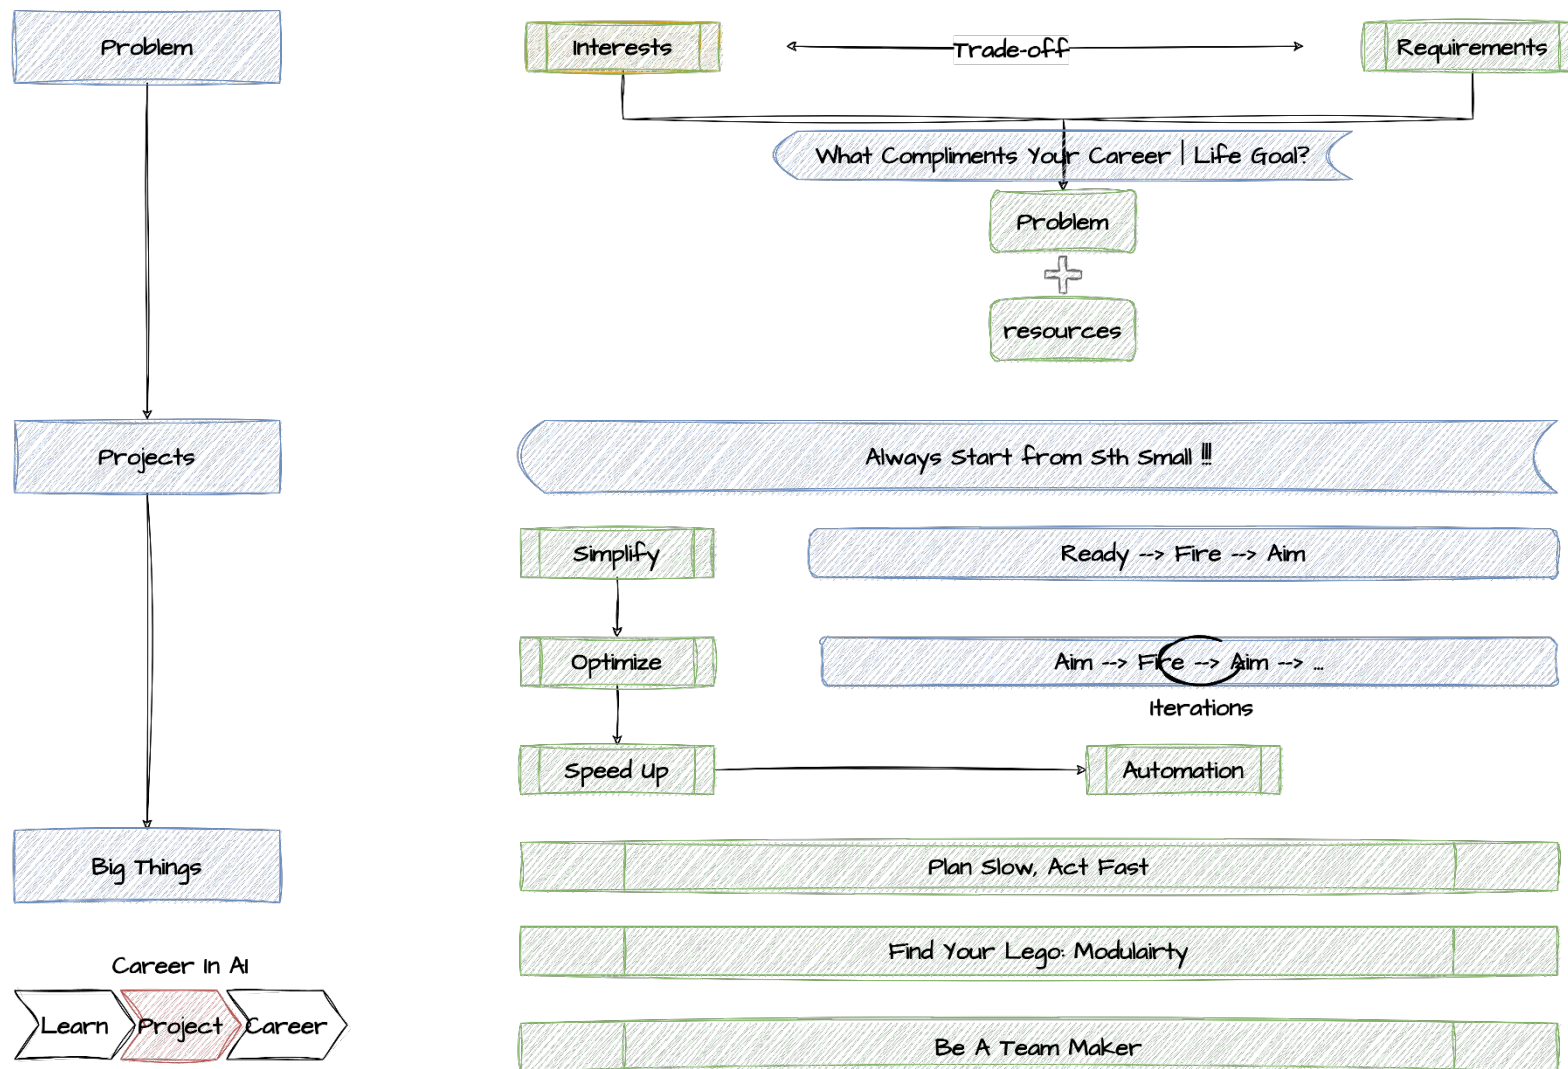 Problem
Interests
Trade-off
Requirements
What Compliments Your Career | Life Goal?
Problem
resources
Projects
Always Start from Sth Small !!!
Simplify
Ready --> Fire --> Aim
Optimize
Aim --> Fire --> Aim --> ...
Iterations
Speed Up
Automation
Big Things
Plan Slow, Act Fast
Find Your Lego: Modulairty
Career In AI
Learn
Project
Career
Be A Team Maker